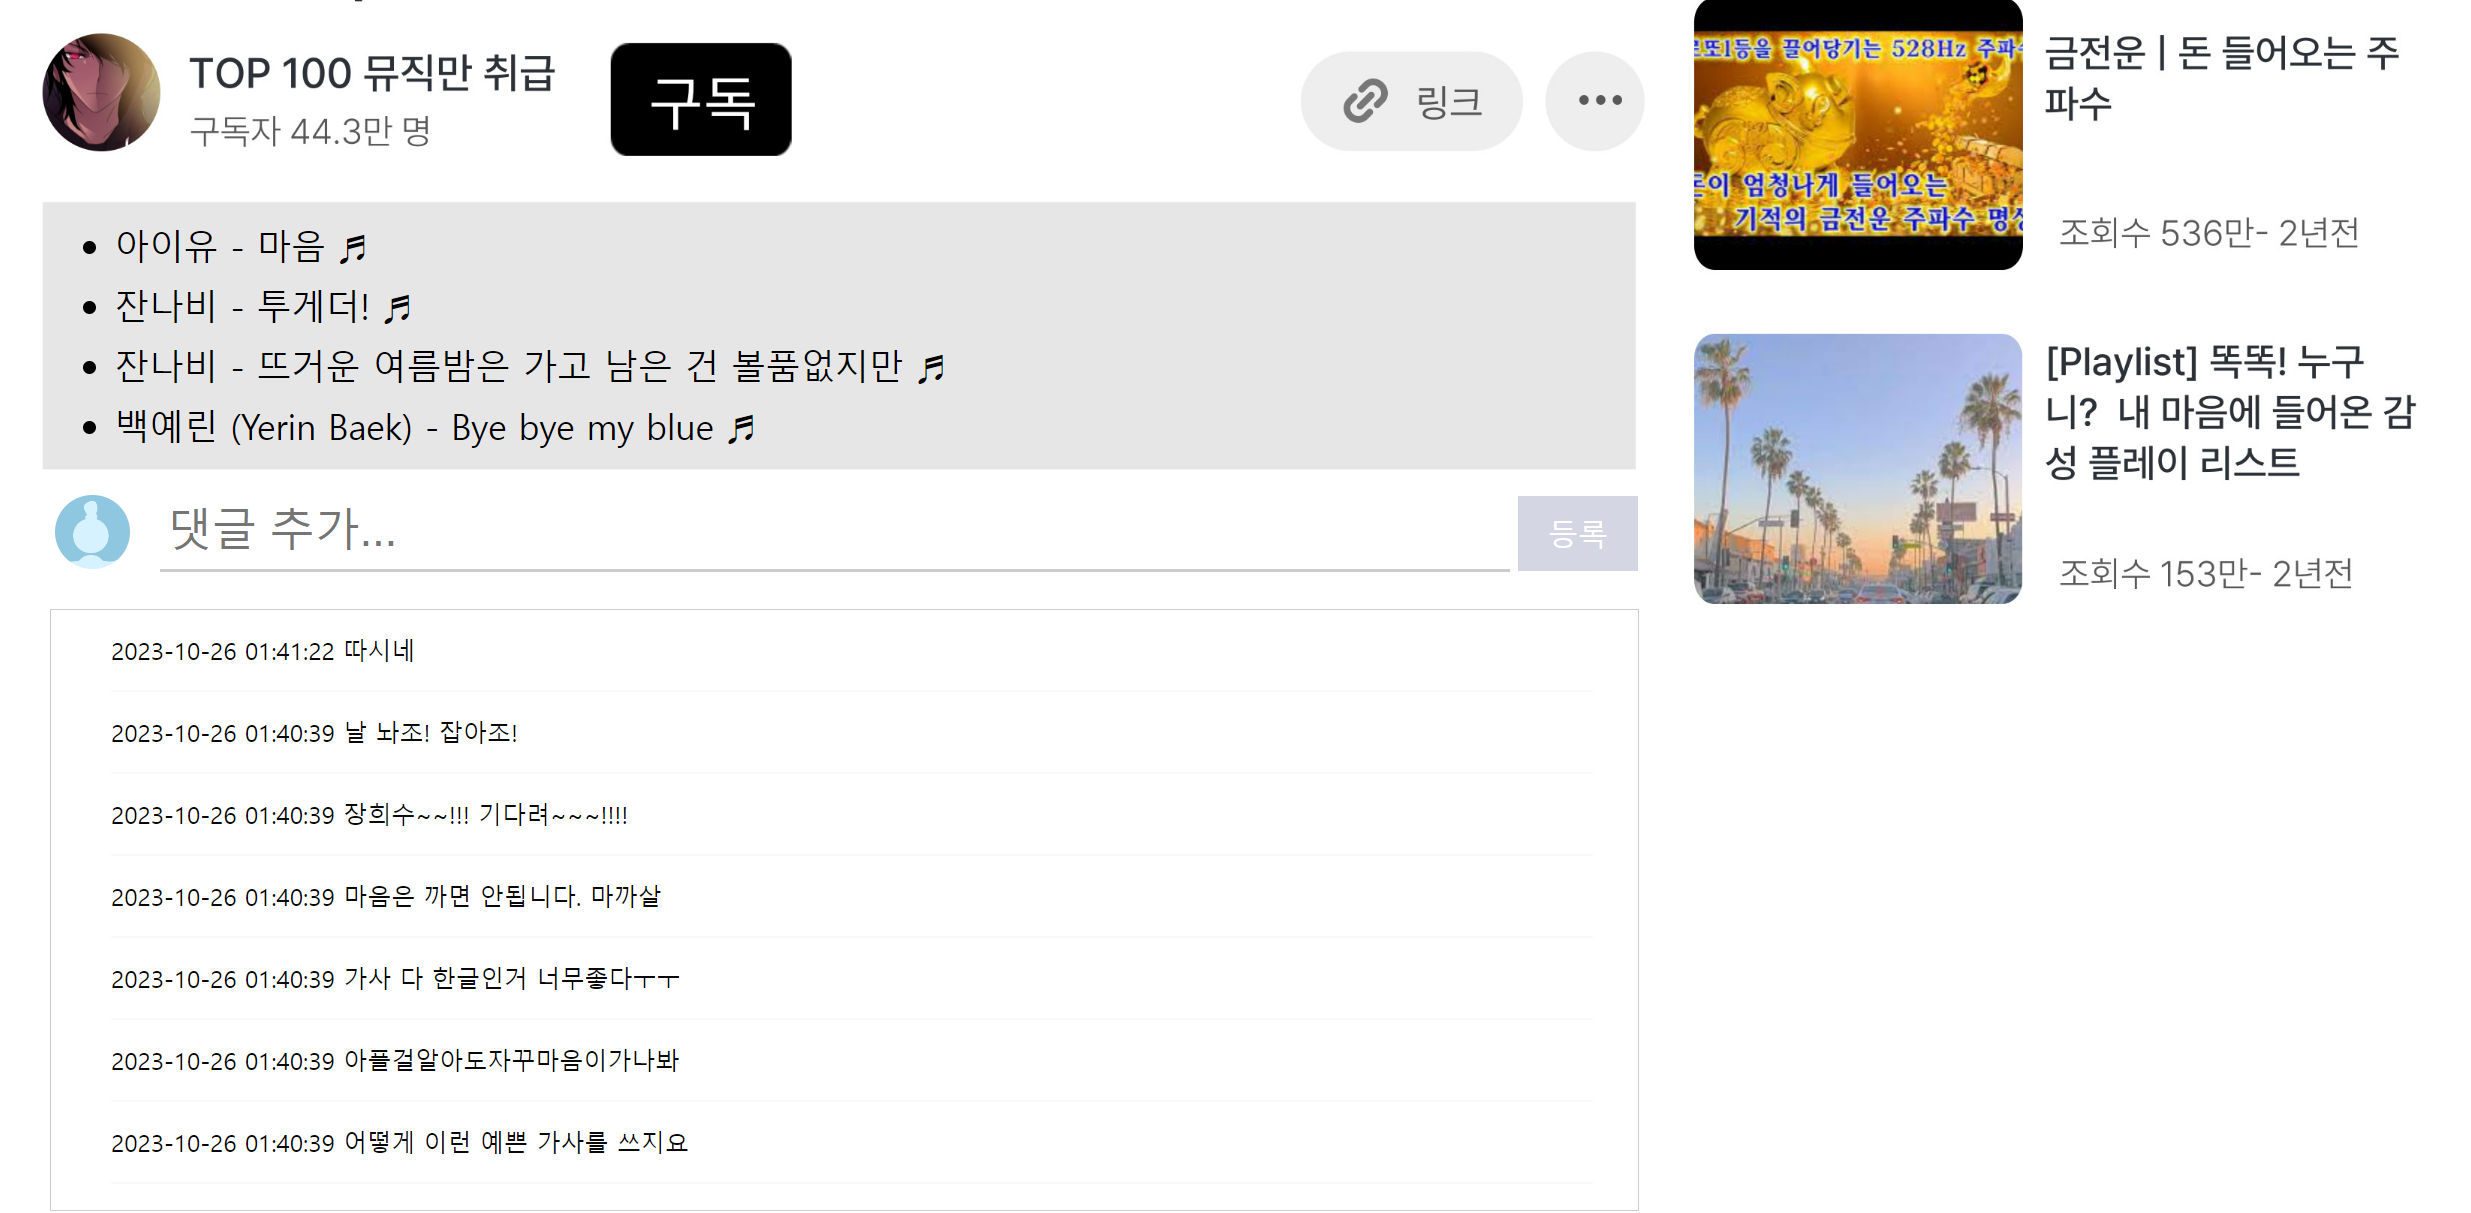 TOP 100 뮤직만 취급
구독자 44.3만 명
구독
링크
아이유 - 마음 ♬
잔나비 - 투게더! ♬
잔나비 - 뜨거운 여름밤은 가고 남은 건 볼품없지만 ♬
백예린 (Yerin Baek) - Bye bye my blue ♬
댓글 추가...
등록
2023-10-26 01:41:22 따시네
2023-10-26 01:40:39 날 놔조! 잡아조!
2023-10-26 01:40:39 장희수~~!!! 기다려~~~!!!!
2023-10-26 01:40:39 마음은 까면 안됩니다. 마까살
2023-10-26 01:40:39 가사 다 한글인거 너무좋다ㅜㅜ
2023-10-26 01:40:39 아플걸알아도자꾸마음이가나봐
2023-10-26 01:40:39 어떻게 이런 예쁜 가사를 쓰지요
또1등을 끌어당기는 528Hz 주파
돈이 엄청나게 들어오는
기적의 금전운 주파수 명상
금전운 | 돈 들어오는 주
파수
조회수 536만- 2년전
[Playlist] 똑똑! 누구
니? 내 마음에 들어온 감
성 플레이 리스트
조회수 153만- 2년전